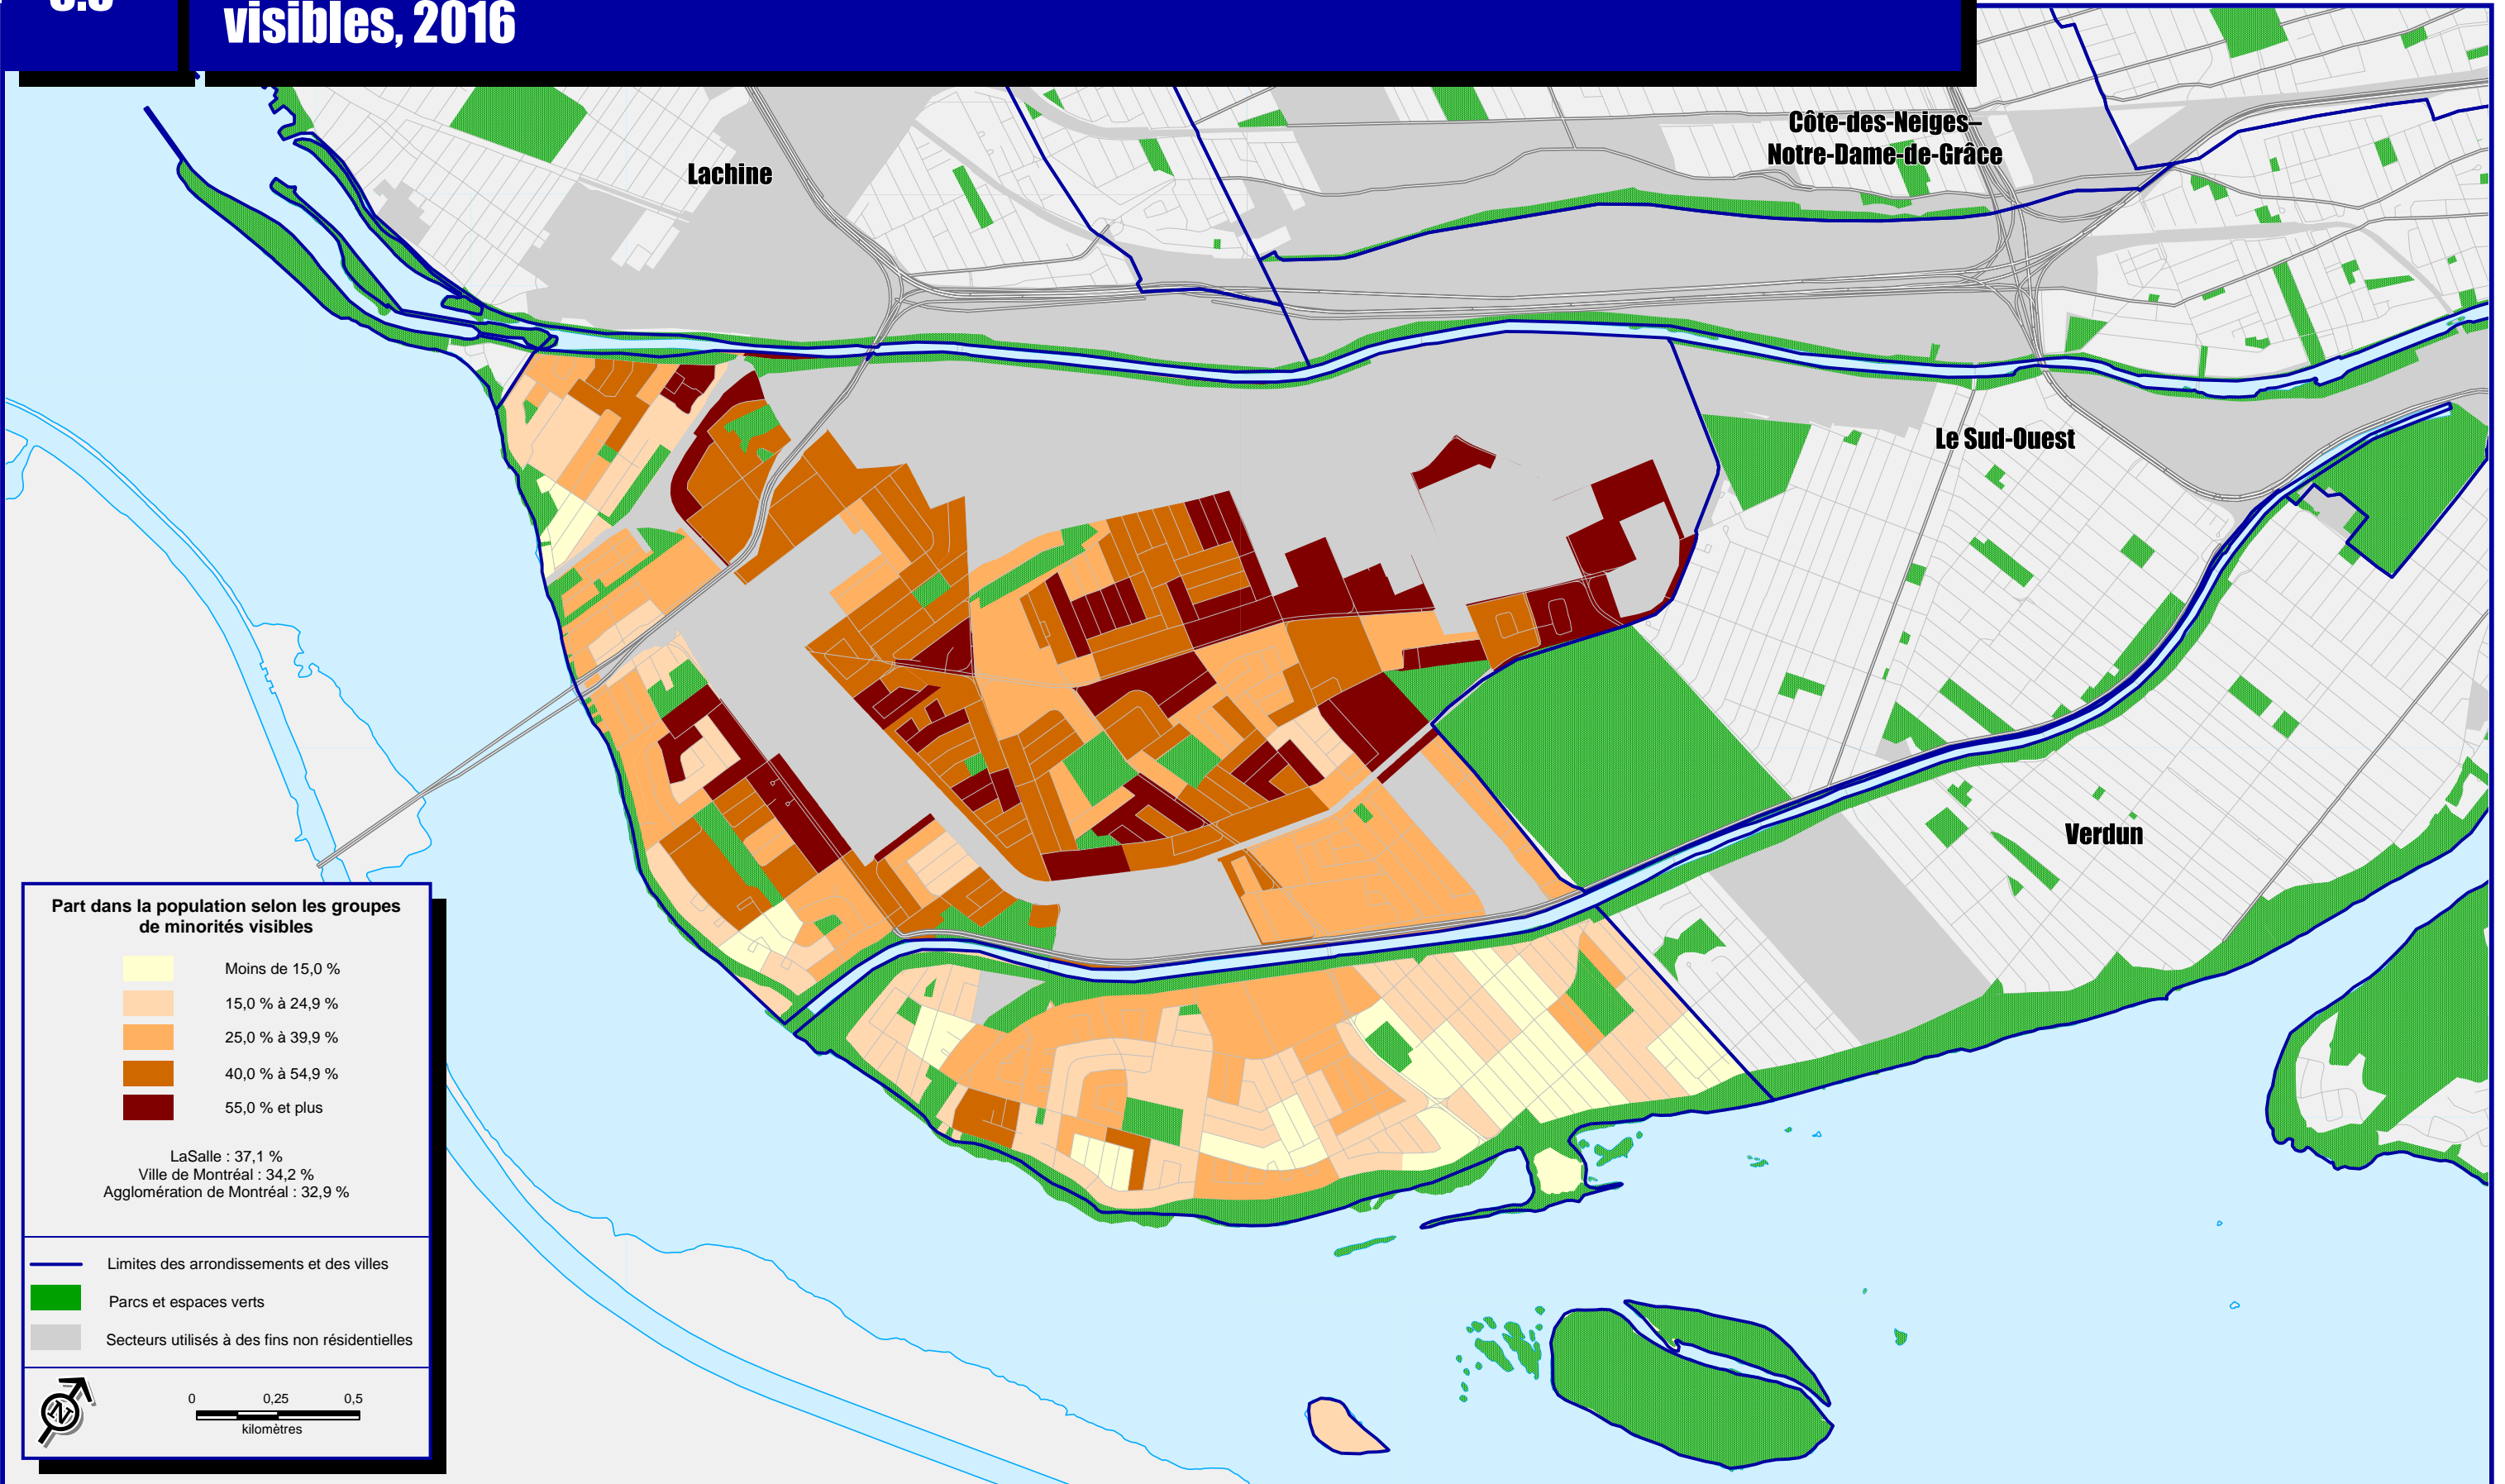 visibles, 2016
Lachine
Côte-des-Neiges–
Notre-Dame-de-Grâce
Le Sud-Ouest
Verdun
Part dans la population selon les groupes
de minorités visibles
Moins de 15,0 %
15,0 % à 24,9 %
25,0 % à 39,9 %
40,0 % à 54,9 %
55,0 % et plus
LaSalle : 37,1 %
Ville de Montréal : 34,2 %
Agglomération de Montréal : 32,9 %
Limites des arrondissements et des villes
Parcs et espaces verts
Secteurs utilisés à des fins non résidentielles
N
0 0,25 0,5
kilomètres